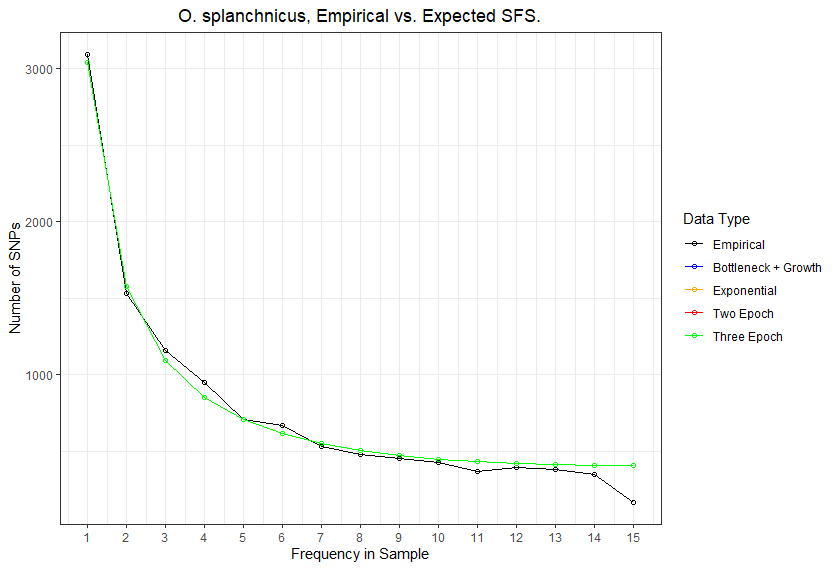 O. splanchnicus, Empirical vs. Expected SFS.
Number of SNPs
3000
2000
1000
1 2 3 4 5 6 7 8 9 10 11 12 13 14 15
Frequency in Sample
Data Type
Empirical
Bottleneck + Growth
Exponential
Two Epoch
Three Epoch